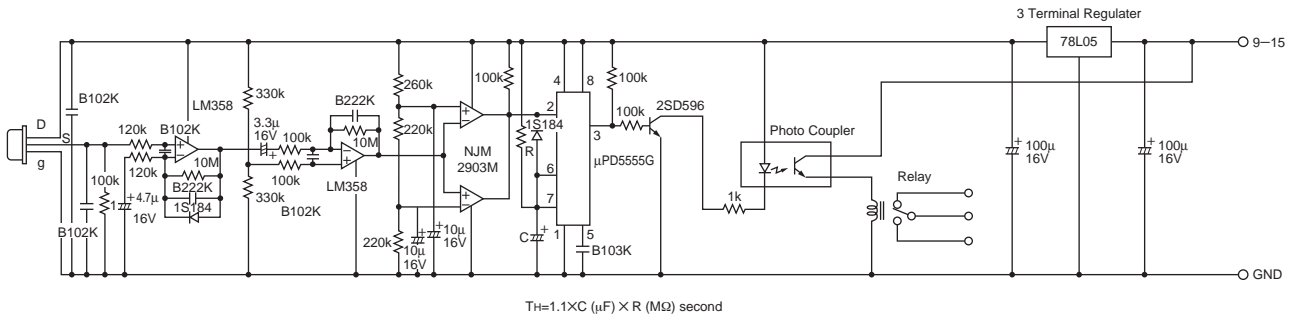 3 Terminal Regulater
78L05
9–15
D
S
g
B102K
LM358
120k
B102K
120k
10M
B222K
1S184
100k
1
4.7μ
16V
B102K
330k
3.3μ
16V
100k
100k
330k
B102K
B222K
10M
LM358
260k
220k
220k
10μ
16V
10μ
16V
NJM
2903M
100k
4
8
2
3
6
7
1
5
1S184
R
C
μPD5555G
B103K
100k
100k
2SD596
Photo Coupler
1k
Relay
100μ
16V
100μ
16V
GND
TH=1.1×C (μF) × R (MΩ) second